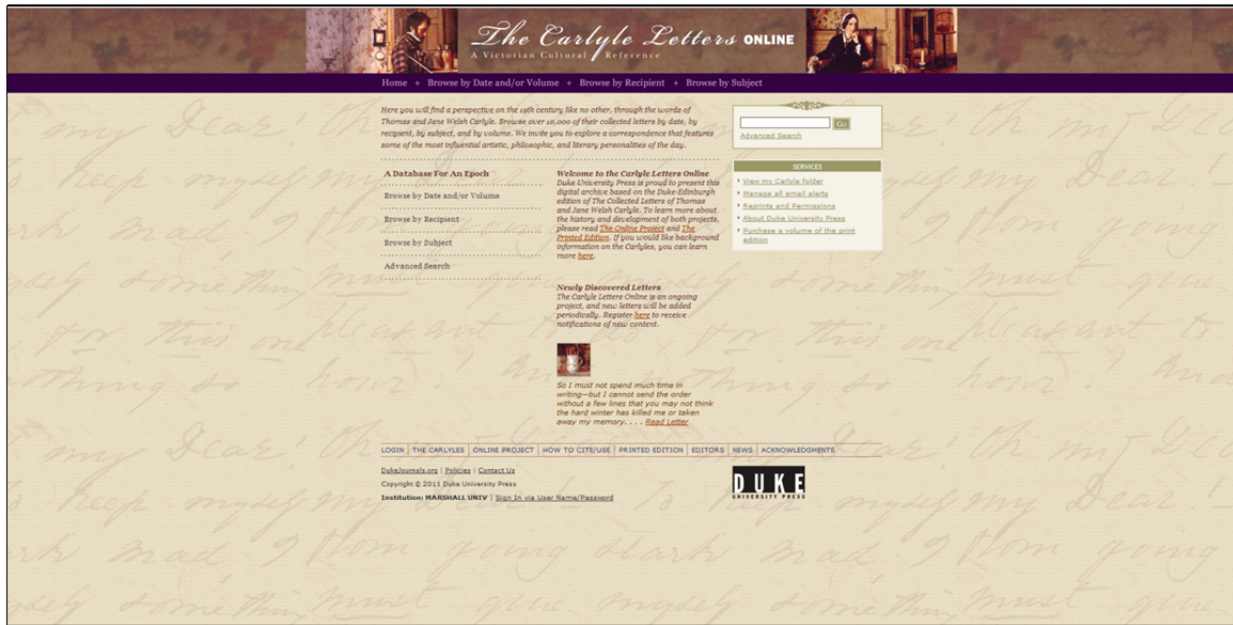 The Carlyle Letters ONLINE
A Victorian Cultural Reference
Home + Browse by Date and/or Volume + Browse by Recipient + Browse by Subject
Here you will find a perspective on the 19th century like no other, through the words of
Thomas and Jane Welsh Carlyle. Browse over 10,000 of their collected letters by date, by
recipient, by subject, and by volume. We invite you to explore a correspondence that features
some of the most influential artistic, philosophic, and literary personalities of the day.
A Database For An Epoch
Browse by Date and/or Volume
Browse by Recipient
Browse by Subject
Advanced Search
Welcome to the Carlyle Letters Online
Duke University Press is proud to present this
digital archive based on the Duke-Edinburgh
edition of The Collected Letters of Thomas
and Jane Welsh Carlyle. To learn more about
the history and development of both projects,
please read The Online Project and The
Printed Edition. If you would like background
information on the Carlyles, you can learn
more here.
Newly Discovered Letters
The Carlyle Letters Online is an ongoing
project, and new letters will be added
periodically. Register here to receive
notifications of new content.
So I must not spend much time in
writing—but I cannot send the order
without a few lines that you may not think
the hard winter has killed me or taken
away my memory. . . . Read Letter
Go
Advanced Search
SERVICES
View my Carlyle folder
Manage all email alerts
Reprints and Permissions
About Duke University Press
Purchase a volume of the print
edition
LOGIN | THE CARLYLES | ONLINE PROJECT | HOW TO CITE/USE | PRINTED EDITION | EDITORS | NEWS | ACKNOWLEDGMENTS
DukeJournals.org | Policies | Contact Us
Copyright © 2011 Duke University Press
Institution: MARSHALL UNIV | Sign In via User Name/Password
DUKE
UNIVERSITY PRESS